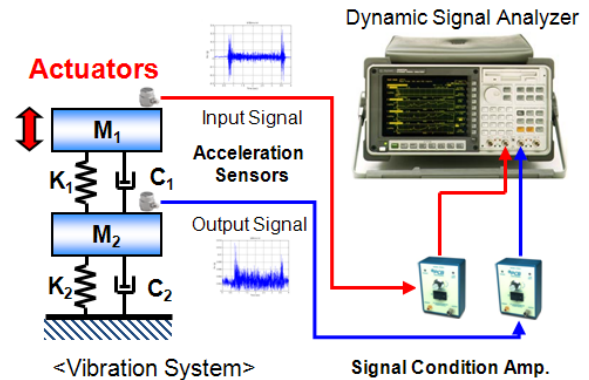 Dynamic Signal Analyzer
Actuators
M1
Input Signal
K1
C1
Acceleration
Sensors
M2
Output Signal
K2
C2
<Vibration System>
Signal Condition Amp.